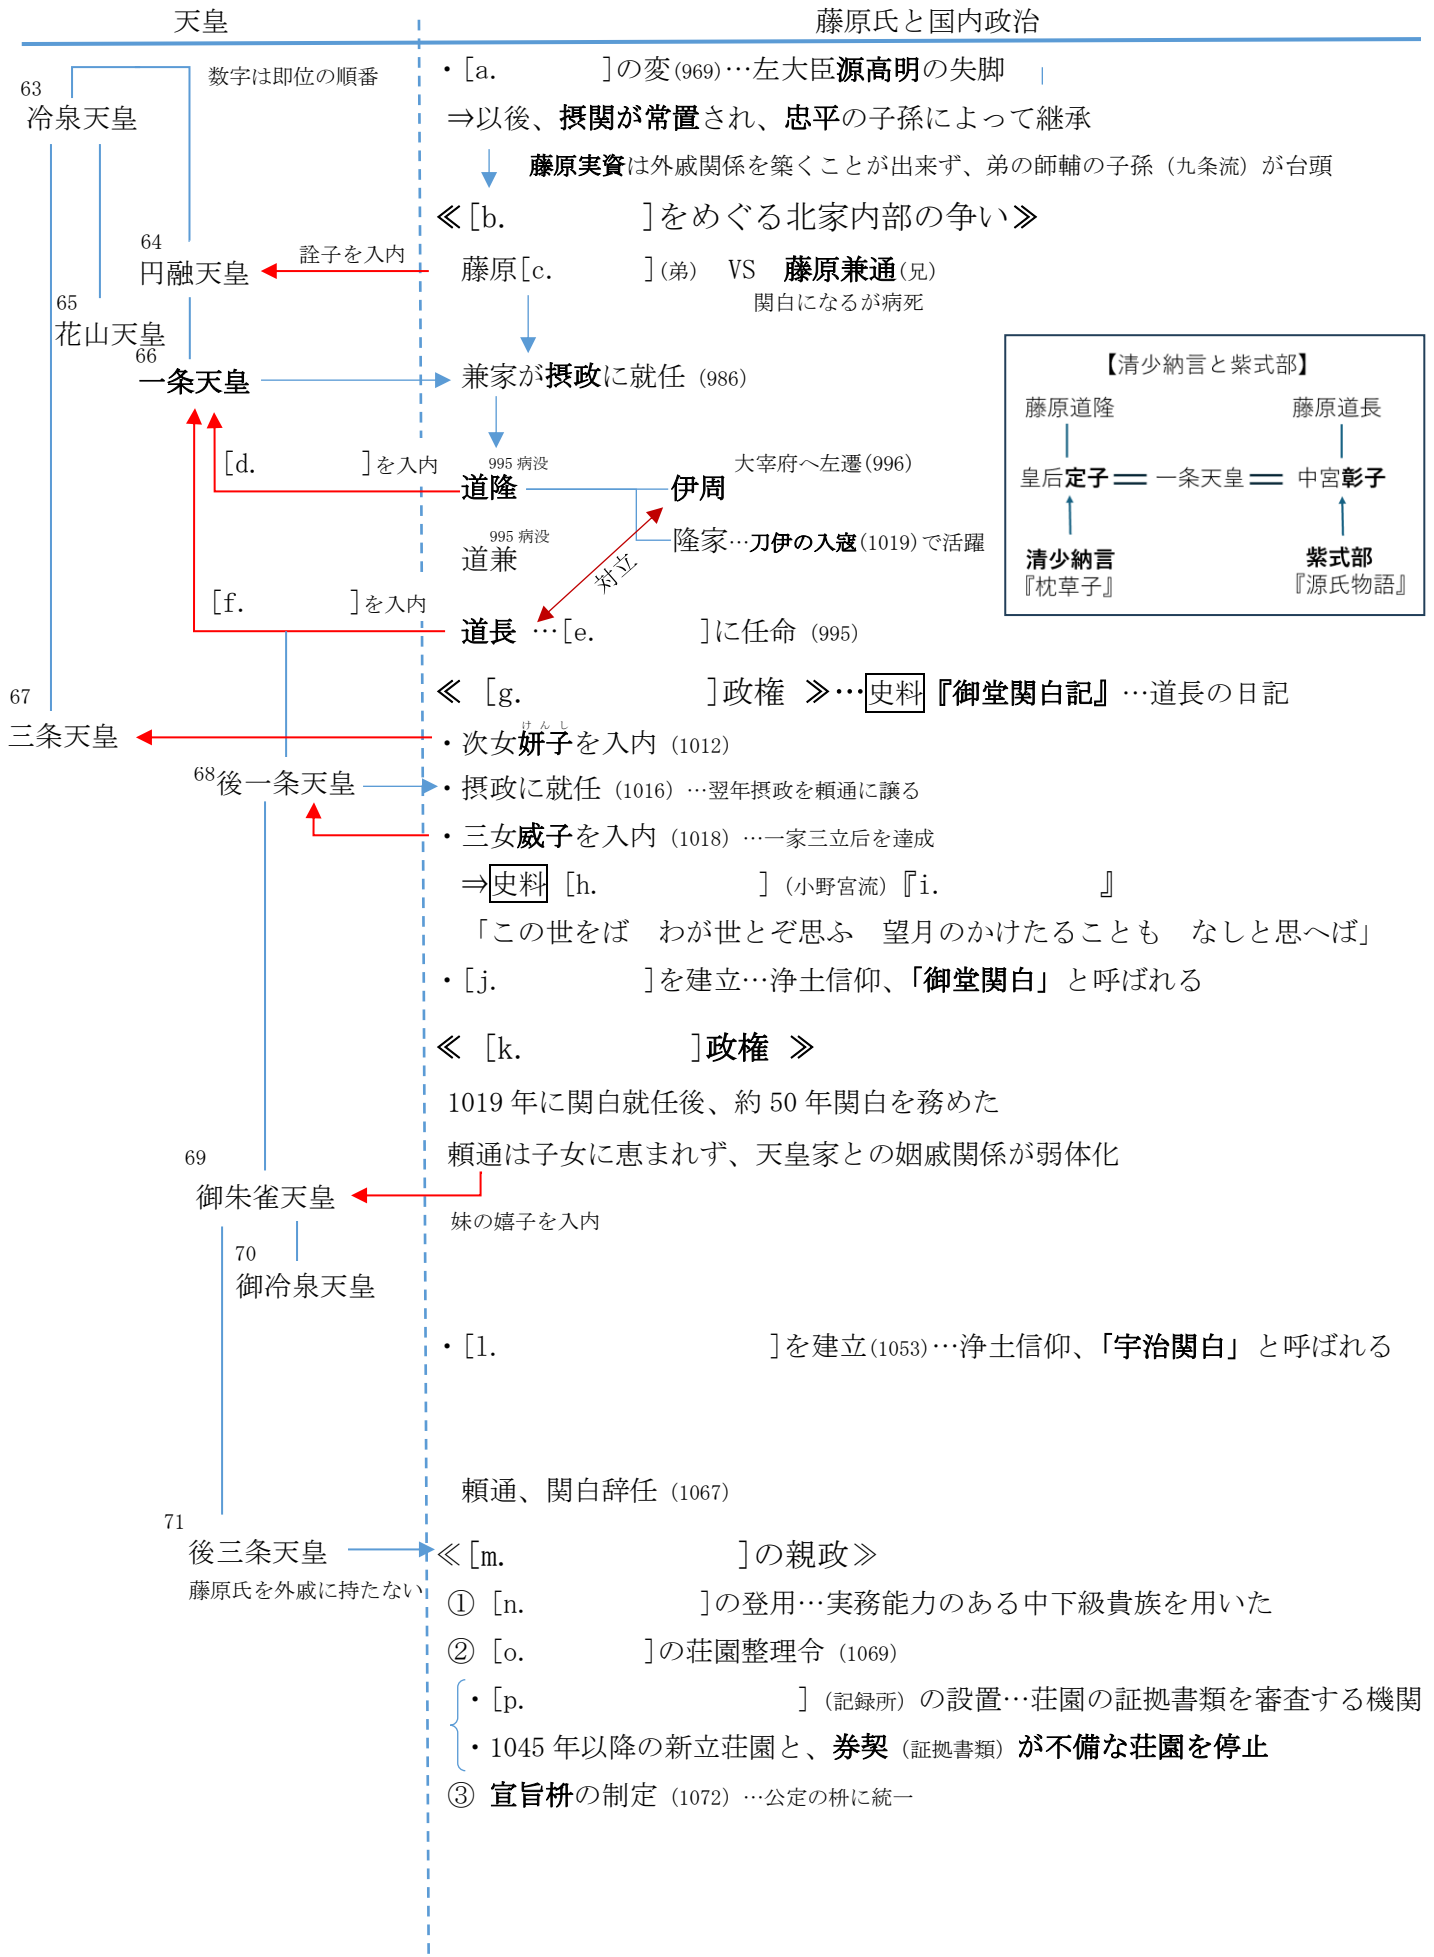 天皇
藤原氏と国内政治
数字は即位の順番
・[a.　　　]の変(969)…左大臣源高明の失脚
63
冷泉天皇
⇒以後、摂関が常置され、忠平の子孫によって継承
藤原実資は外戚関係を築くことが出来ず、弟の師輔の子孫（九条流）が台頭
≪[b.　　　　]をめぐる北家内部の争い≫
64
円融天皇
詮子を入内
藤原[c.　　　](弟)　VS　藤原兼通(兄)
関白になるが病死
65
花山天皇
66
一条天皇
兼家が摂政に就任（986）
【清少納言と紫式部】
藤原道隆
藤原道長
皇后定子
一条天皇
中宮彰子
清少納言
『枕草子』
紫式部
『源氏物語』
[d.　　　　]を入内
995 病没
道隆
伊周
大宰府へ左遷(996)
995 病没
道兼
隆家…刀伊の入寇(1019)で活躍
対立
[f.　　　　]を入内
道長 …[e.　　　　]に任命（995）
≪ [g.　　　　　　]政権 ≫…史料『御堂関白記』…道長の日記
67
三条天皇
けんし
・次女妍子を入内（1012）
68
後一条天皇
・摂政に就任（1016）…翌年摂政を頼通に譲る
・三女威子を入内（1018）…一家三立后を達成
⇒史料 [h.　　　　　]（小野宮流）『i.　　　　　』
「この世をば　わが世とぞ思ふ　望月のかけたることも　なしと思へば」
・[j.　　　　　]を建立…浄土信仰、「御堂関白」と呼ばれる
≪ [k.　　　　　]政権 ≫
1019 年に関白就任後、約 50 年関白を務めた
頼通は子女に恵まれず、天皇家との姻戚関係が弱体化
69
御朱雀天皇
妹の嬉子を入内
70
御冷泉天皇
・[l.　　　　　　　　　]を建立(1053)…浄土信仰、「宇治関白」と呼ばれる
頼通、関白辞任（1067）
71
後三条天皇
藤原氏を外戚に持たない
≪[m.　　　　　　　]の親政≫
① [n.　　　　　　]の登用…実務能力のある中下級貴族を用いた
② [o.　　　　]の荘園整理令（1069）
・[p.　　　　　　　　　]（記録所）の設置…荘園の証拠書類を審査する機関
・1045 年以降の新立荘園と、券契（証拠書類）が不備な荘園を停止
③ 宣旨枡の制定（1072）…公定の枡に統一